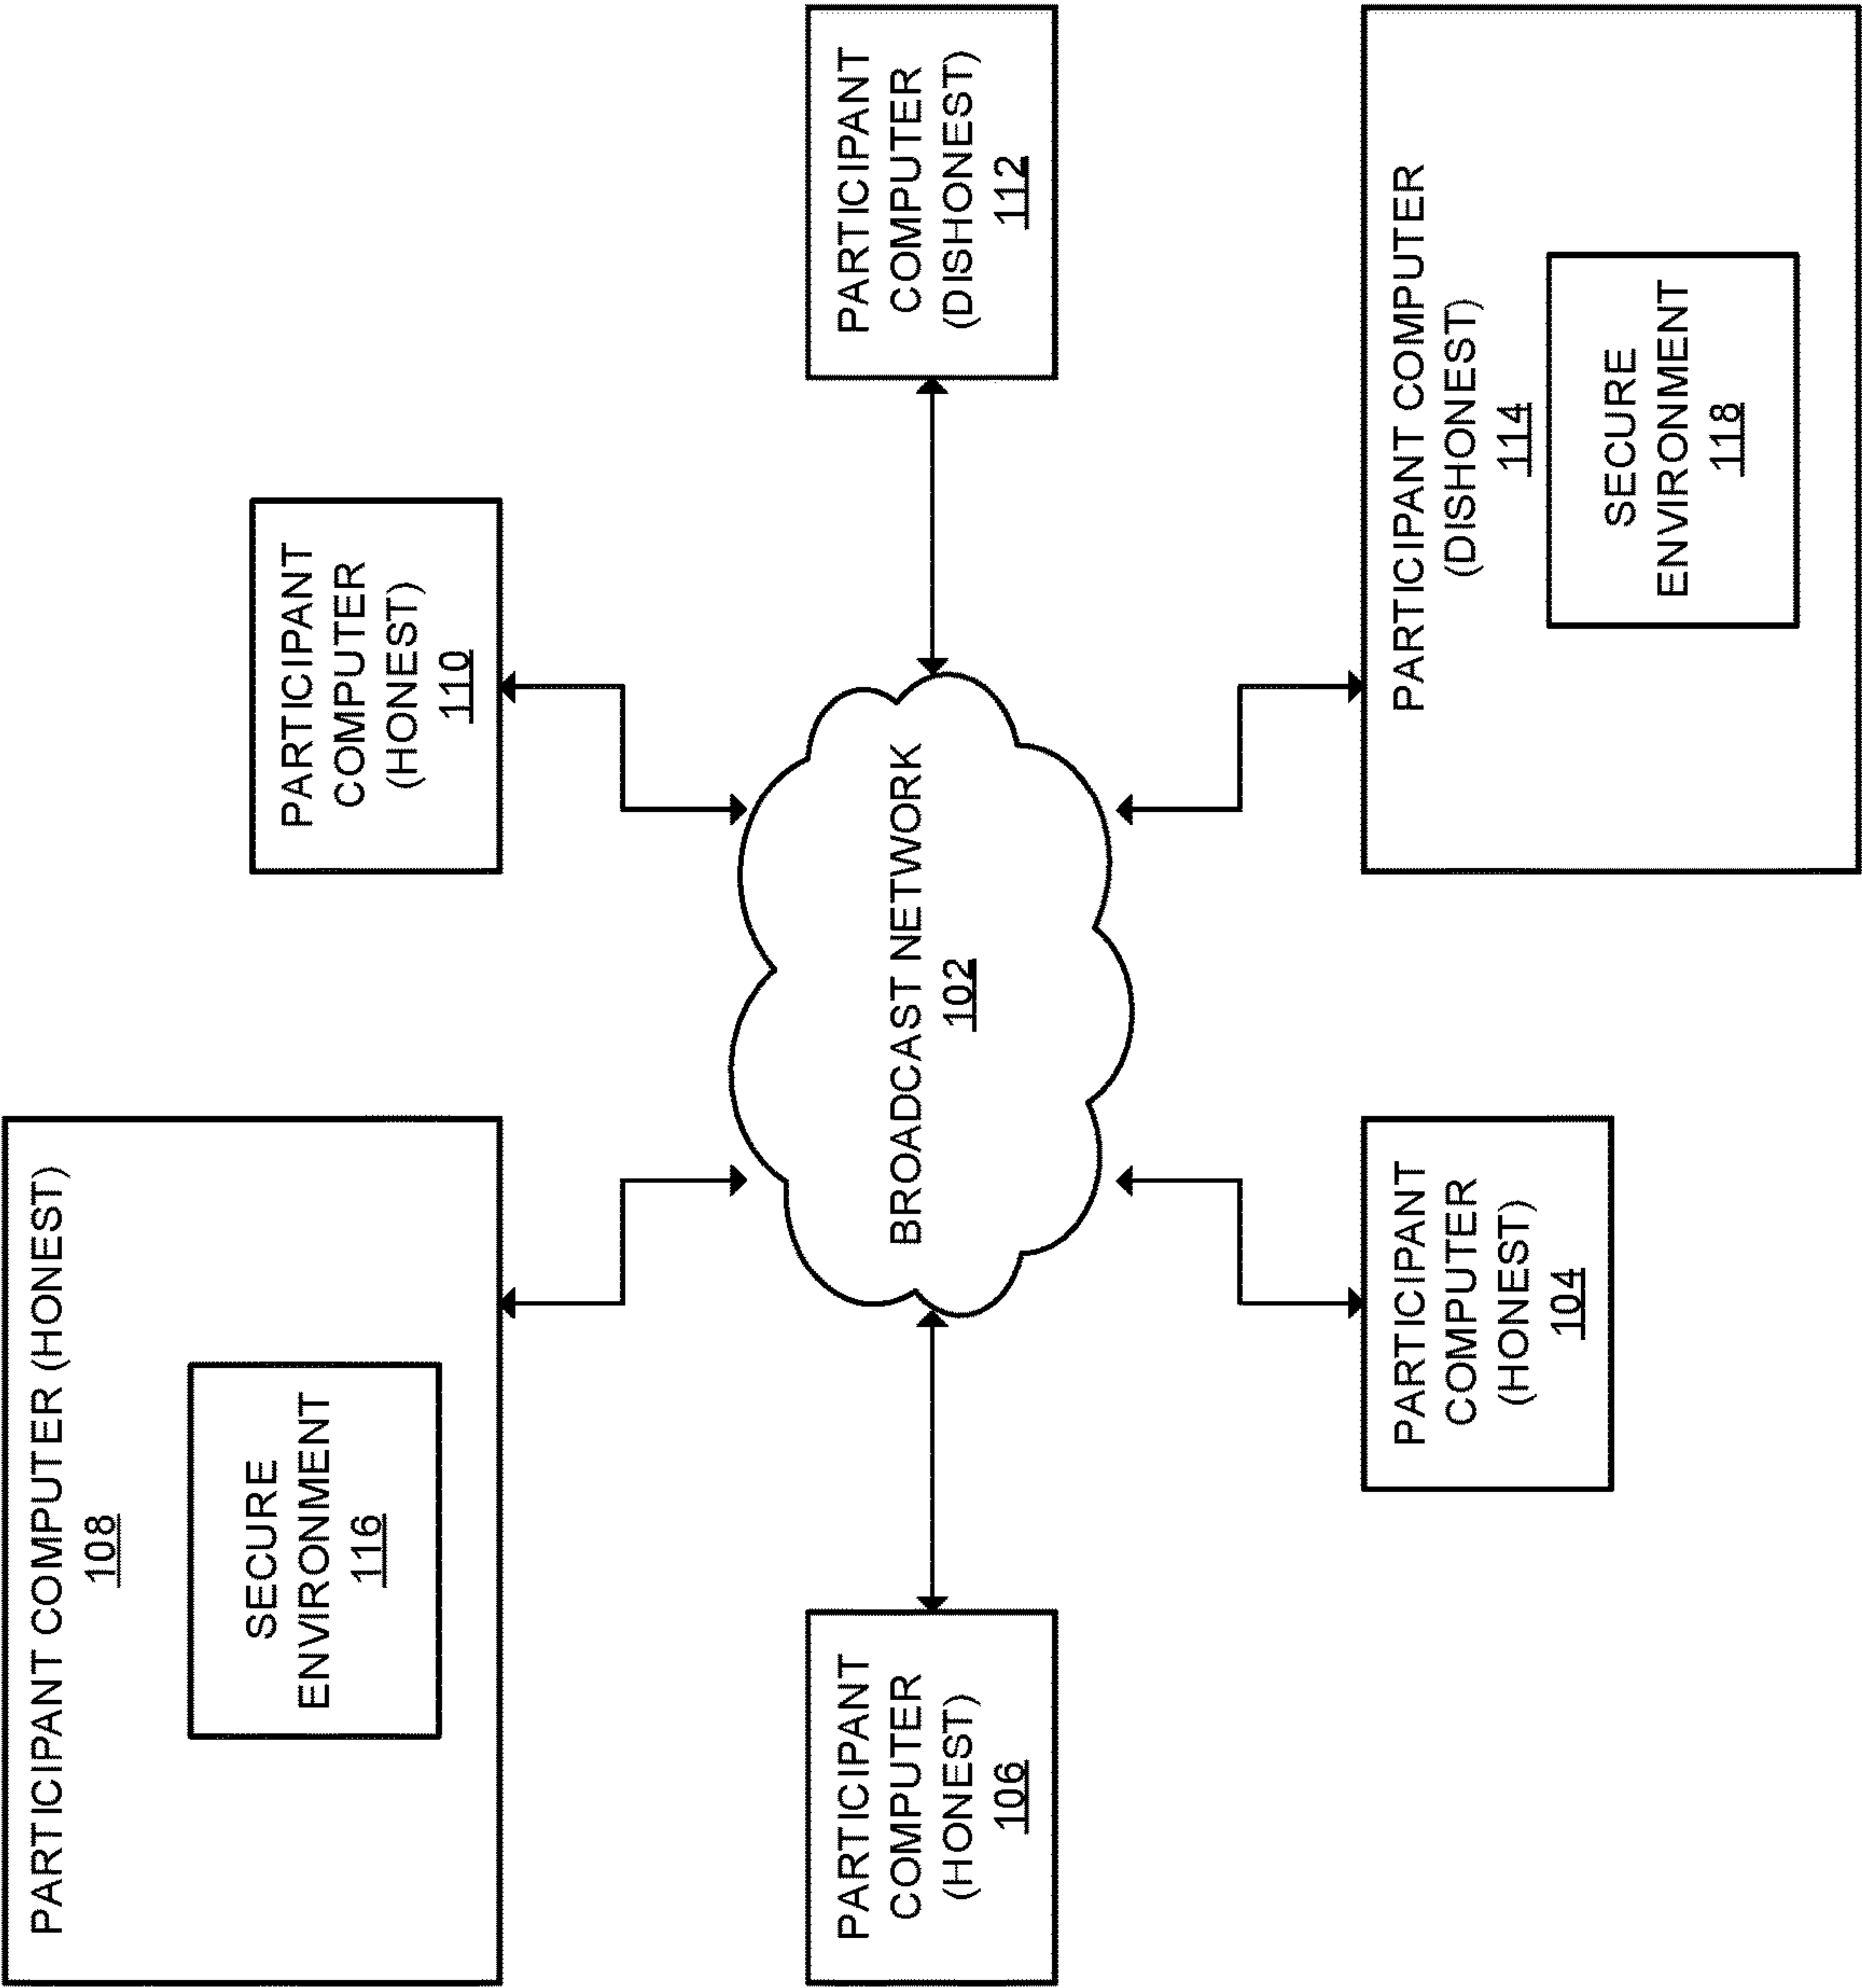 PARTICIPANT COMPUTER (HONEST)
108
SECURE
ENVIRONMENT
116
PARTICIPANT
COMPUTER
(HONEST)
110
PARTICIPANT
COMPUTER
(HONEST)
106
BROADCAST NETWORK
102
PARTICIPANT
COMPUTER
(DISHONEST)
112
PARTICIPANT
COMPUTER
(HONEST)
104
PARTICIPANT COMPUTER
(DISHONEST)
114
SECURE
ENVIRONMENT
118